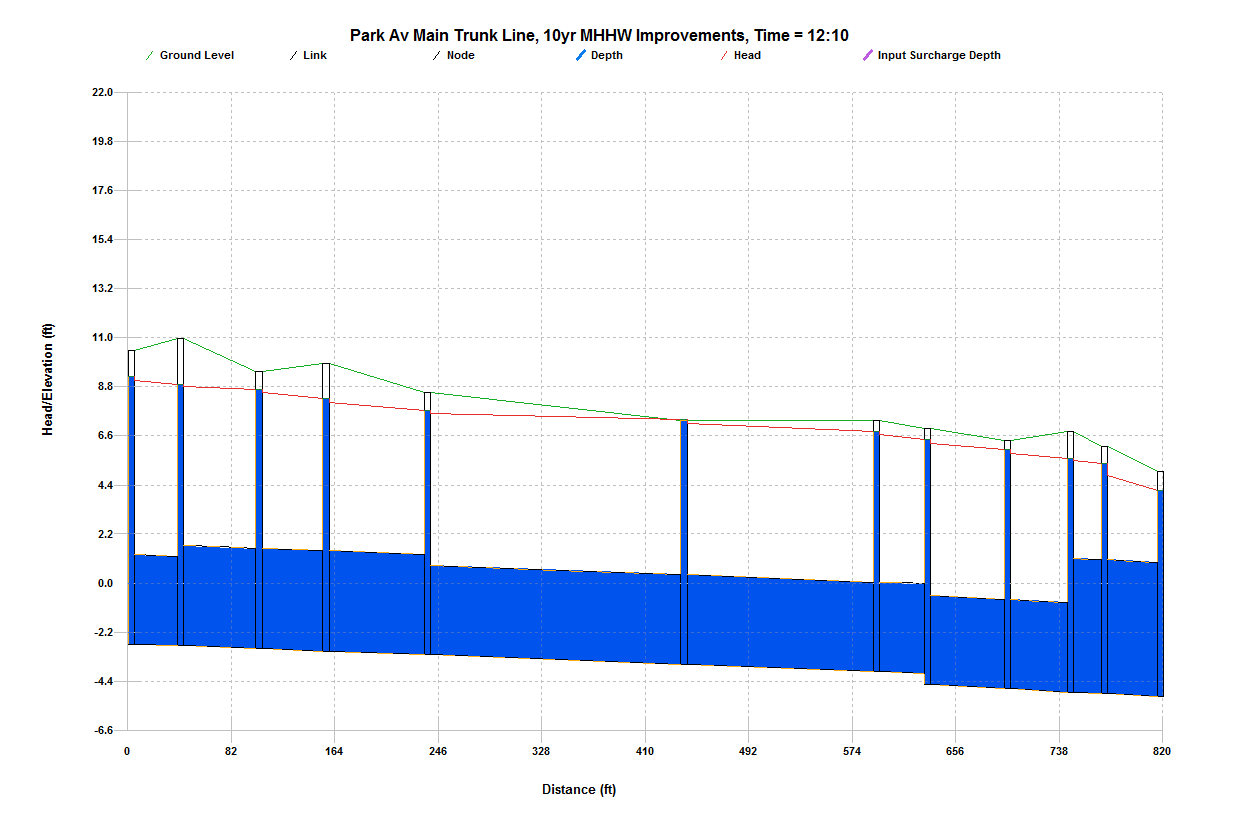 Park Av Main Trunk Line, 10yr MHHW Improvements, Time = 12:10
Ground Level Link Node Depth Head Input Surcharge Depth
22.0
19.8
17.6
15.4
13.2
11.0
8.8
6.6
4.4
2.2
0.0
-2.2
-4.4
-6.6
Head/Elevation (ft)
0 82 164 246 328 410 492 574 656 738 820
Distance (ft)